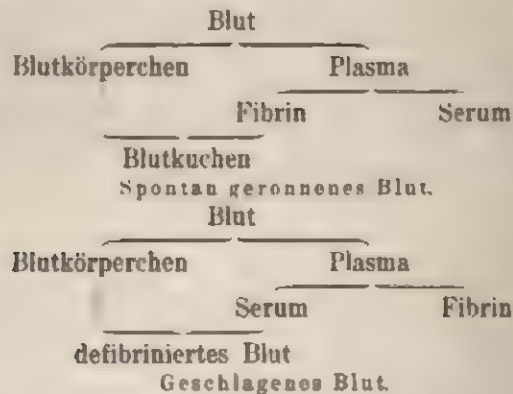 Blut
Blutkörperchen Plasma
Fibrin Serum
Blutkuchen
Spontan geronnenes Blut.
Blut
Blutkörperchen Plasma
Serum Fibrin
defibriniertes Blut
Geschlagenes Blut.